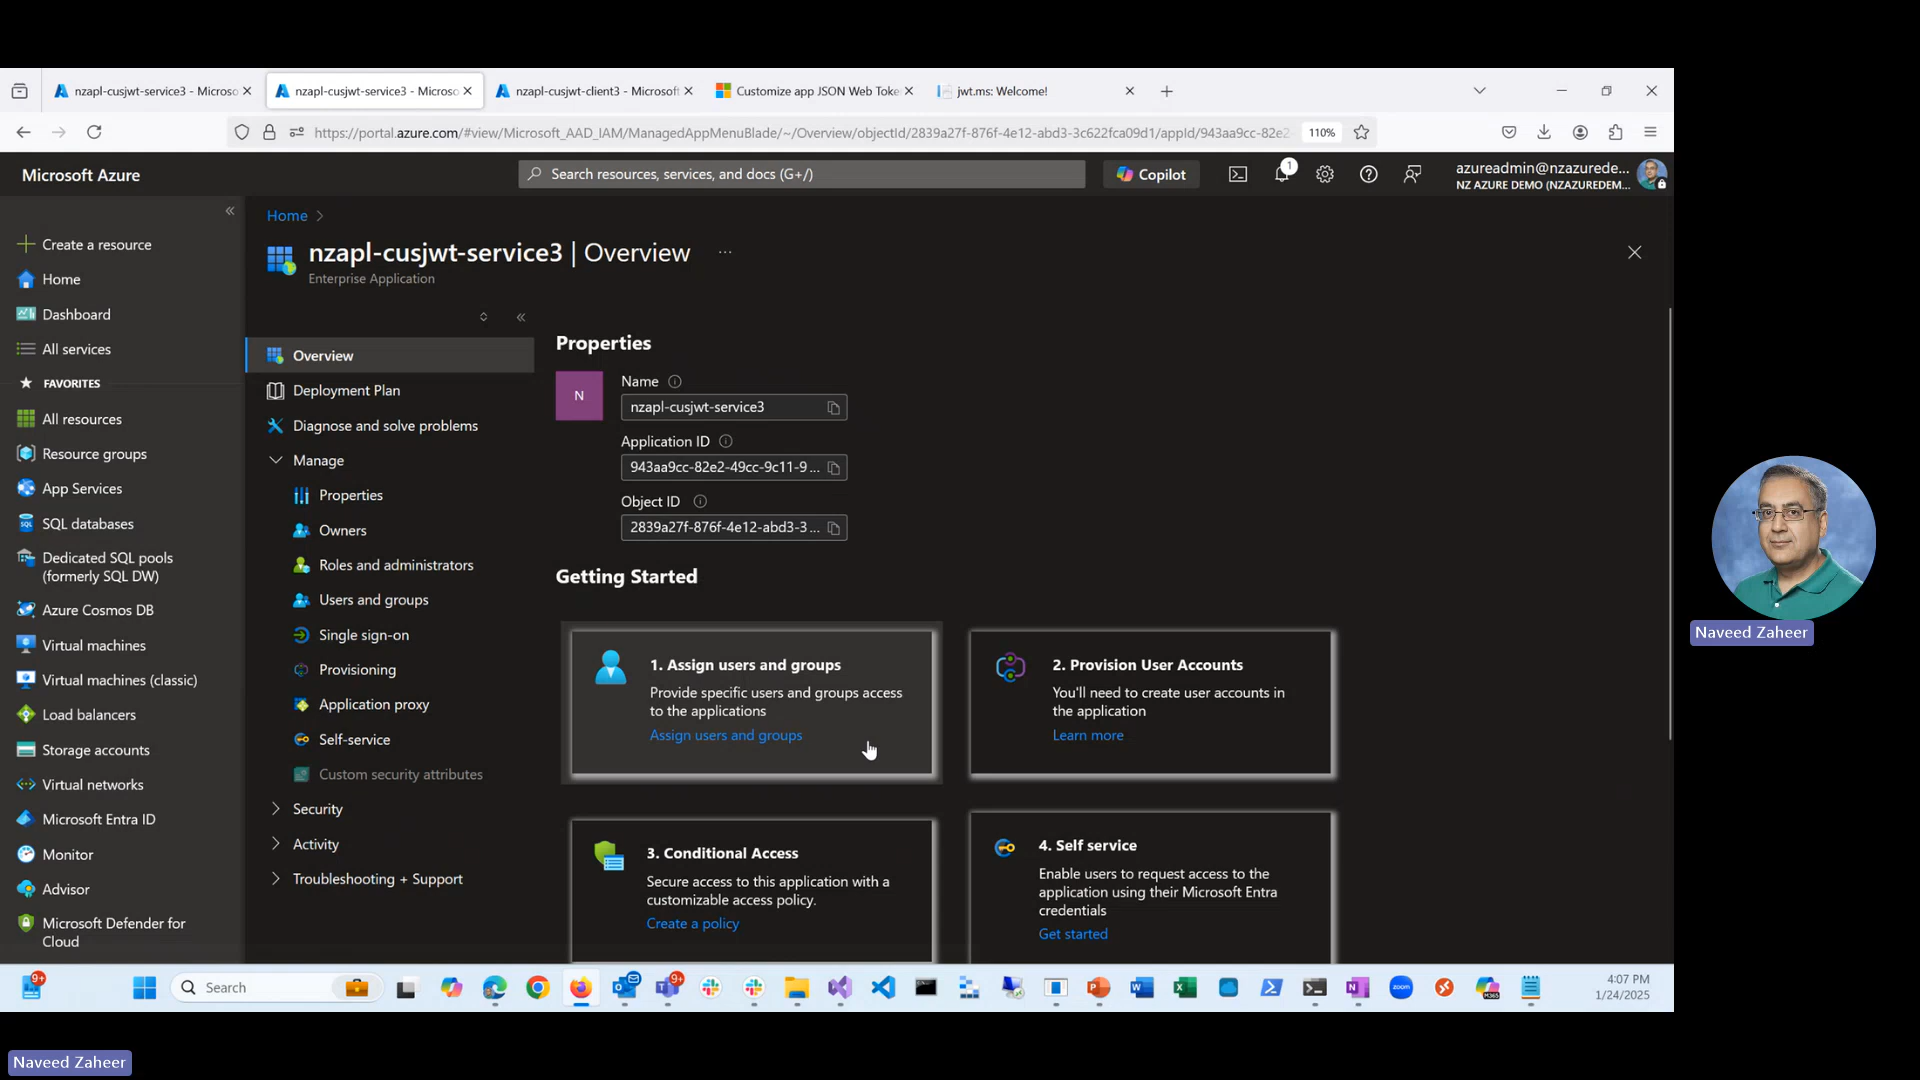 nzapl-cusjwt-service3 - Microso
nzapl-cusjwt-service3 - Microso
nzapl-cusjwt-client3 - Microsoft
Customize app JSON Web Toke
jwt.ms: Welcome!
https://portal.azure.com/#view/Microsoft_AAD_IAM/ManagedAppMenuBlade/~/Overview/objectId/2839a27f-876f-4e12-abd3-3c622fca09d1/appId/943aa9cc-82e2-
110%
Microsoft Azure
Search resources, services, and docs (G+/)
Copilot
1
azureadmin@nzazurede...
NZ AZURE DEMO (NZAZUREDEM...
Create a resource
Home
Dashboard
All services
FAVORITES
All resources
Resource groups
App Services
SQL databases
Dedicated SQL pools
(formerly SQL DW)
Azure Cosmos DB
Virtual machines
Virtual machines (classic)
Load balancers
Storage accounts
Virtual networks
Microsoft Entra ID
Monitor
Advisor
Microsoft Defender for
Cloud
Home
nzapl-cusjwt-service3 | Overview
...
Enterprise Application
Overview
Deployment Plan
Diagnose and solve problems
Manage
Properties
Owners
Roles and administrators
Users and groups
Single sign-on
Provisioning
Application proxy
Self-service
Custom security attributes
Security
Activity
Troubleshooting + Support
Properties
N
Name
nzapl-cusjwt-service3
Application ID
943aa9cc-82e2-49cc-9c11-9...
Object ID
2839a27f-876f-4e12-abd3-3...
Getting Started
1. Assign users and groups
Provide specific users and groups access
to the applications
Assign users and groups
2. Provision User Accounts
You'll need to create user accounts in
the application
Learn more
3. Conditional Access
Secure access to this application with a
customizable access policy.
Create a policy
4. Self service
Enable users to request access to the
application using their Microsoft Entra
credentials
Get started
Naveed Zaheer
9+
Search
9+
zoom
M365
4:07 PM
1/24/2025
Naveed Zaheer